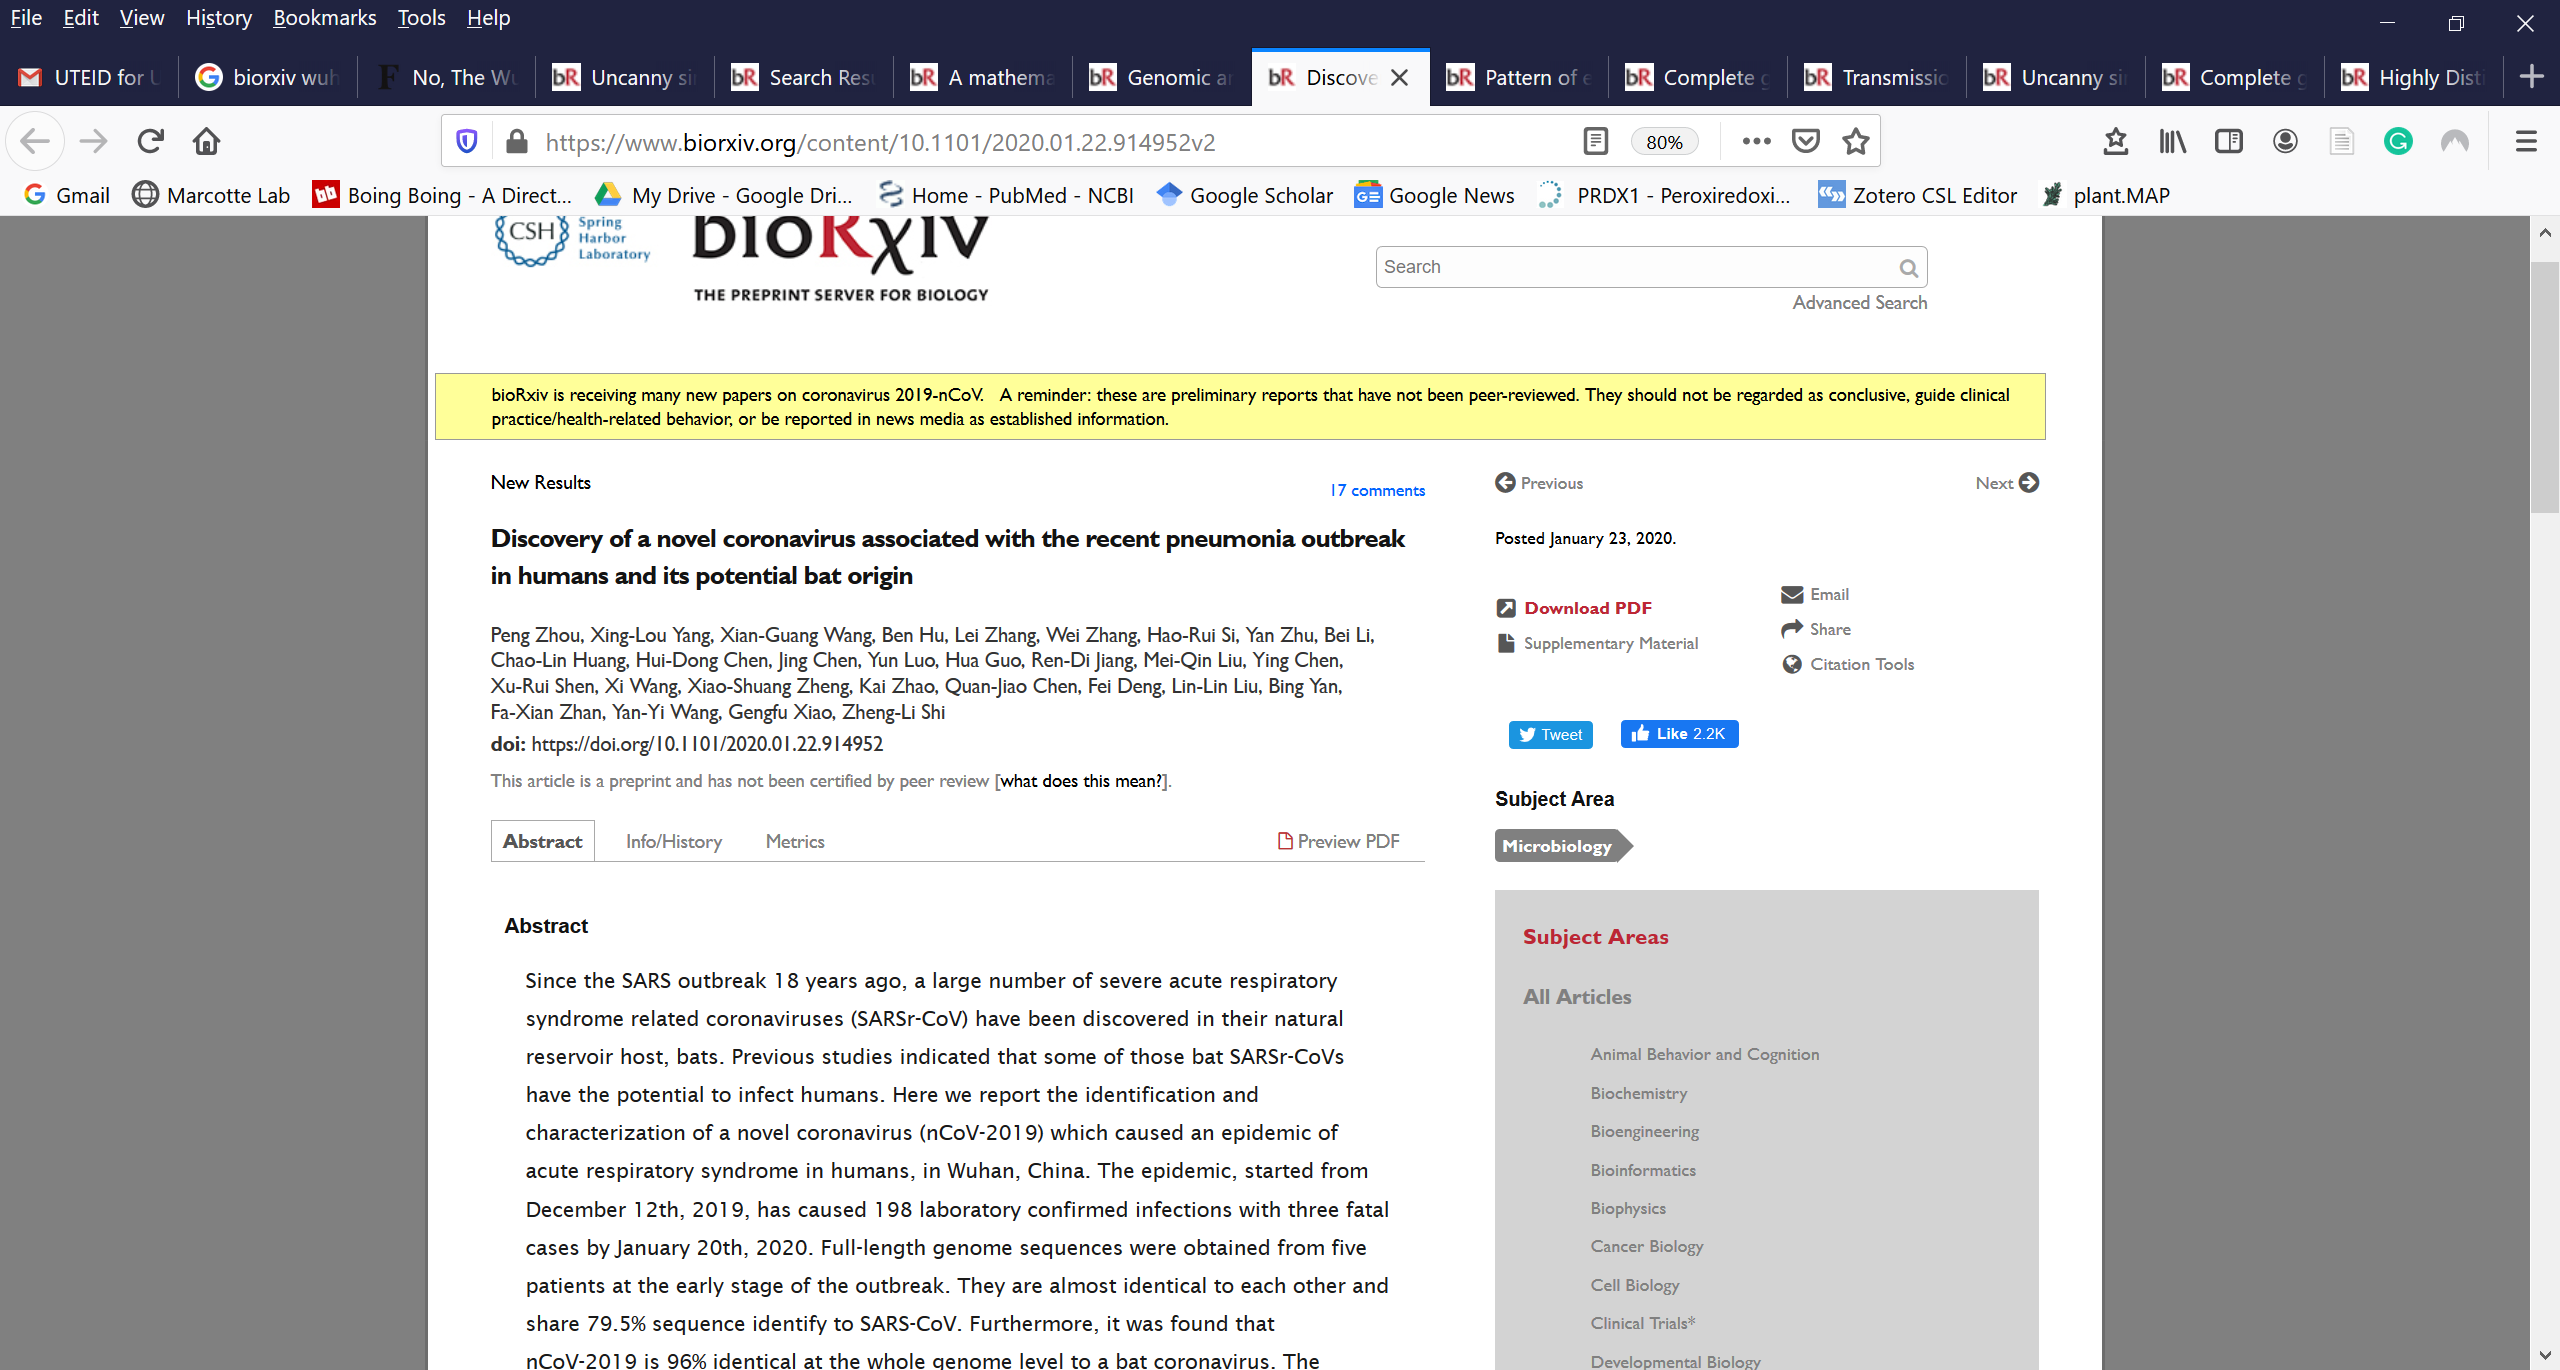 File Edit View History Bookmarks Tools Help
UTEID for U
biorxiv wuh
No, The Wu
Uncanny si
Search Res
A mathema
Genomic an
Discove
Pattern of e
Complete g
Transmissio
Uncanny si
Complete g
Highly Disti
https://www.biorxiv.org/content/10.1101/2020.01.22.914952v2 80%
Gmail Marcotte Lab Boing Boing - A Direct... My Drive - Google Dri... Home - PubMed - NCBI Google Scholar Google News PRDX1 - Peroxiredoxi... Zotero CSL Editor plant.MAP
CSH Spring
Harbor
Laboratory
bioRχiv
THE PREPRINT SERVER FOR BIOLOGY
Search
Advanced Search
bioRxiv is receiving many new papers on coronavirus 2019-nCoV. A reminder: these are preliminary reports that have not been peer-reviewed. They should not be regarded as conclusive, guide clinical
practice/health-related behavior, or be reported in news media as established information.
New Results
17 comments
Discovery of a novel coronavirus associated with the recent pneumonia outbreak
in humans and its potential bat origin
Peng Zhou, Xing-Lou Yang, Xian-Guang Wang, Ben Hu, Lei Zhang, Wei Zhang, Hao-Rui Si, Yan Zhu, Bei Li,
Chao-Lin Huang, Hui-Dong Chen, Jing Chen, Yun Luo, Hua Guo, Ren-Di Jiang, Mei-Qin Liu, Ying Chen,
Xu-Rui Shen, Xi Wang, Xiao-Shuang Zheng, Kai Zhao, Quan-Jiao Chen, Fei Deng, Lin-Lin Liu, Bing Yan,
Fa-Xian Zhan, Yan-Yi Wang, Gengfu Xiao, Zheng-Li Shi
doi: https://doi.org/10.1101/2020.01.22.914952
This article is a preprint and has not been certified by peer review [what does this mean?].
Abstract Info/History Metrics Preview PDF
Abstract
Since the SARS outbreak 18 years ago, a large number of severe acute respiratory
syndrome related coronaviruses (SARSr-CoV) have been discovered in their natural
reservoir host, bats. Previous studies indicated that some of those bat SARSr-CoVs
have the potential to infect humans. Here we report the identification and
characterization of a novel coronavirus (nCoV-2019) which caused an epidemic of
acute respiratory syndrome in humans, in Wuhan, China. The epidemic, started from
December 12th, 2019, has caused 198 laboratory confirmed infections with three fatal
cases by January 20th, 2020. Full-length genome sequences were obtained from five
patients at the early stage of the outbreak. They are almost identical to each other and
share 79.5% sequence identify to SARS-CoV. Furthermore, it was found that
nCoV-2019 is 96% identical at the whole genome level to a bat coronavirus. The
Previous
Next
Posted January 23, 2020.
Download PDF
Supplementary Material
Email
Share
Citation Tools
Tweet
Like 2.2K
Subject Area
Microbiology
Subject Areas
All Articles
Animal Behavior and Cognition
Biochemistry
Bioengineering
Bioinformatics
Biophysics
Cancer Biology
Cell Biology
Clinical Trials*
Developmental Biology